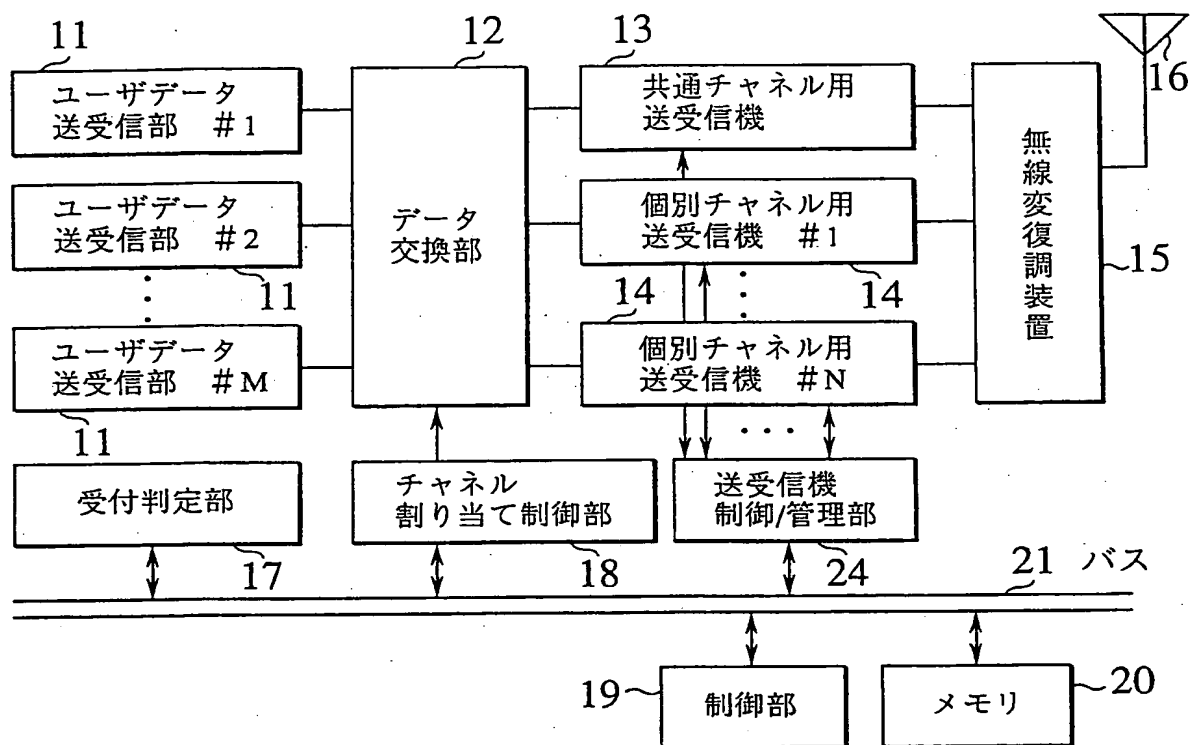 11
ユーザデータ
送受信部 #1
ユーザデータ
送受信部 #2
11
ユーザデータ
送受信部 #M
11
12
データ
交換部
13
共通チャネル用
送受信機
個別チャネル用
送受信機 #1
14
14
個別チャネル用
送受信機 #N
無線変復調装置
15
16
受付判定部
17
チャネル
割り当て制御部
18
送受信機
制御/管理部
24
21 バス
19
制御部
メモリ
20